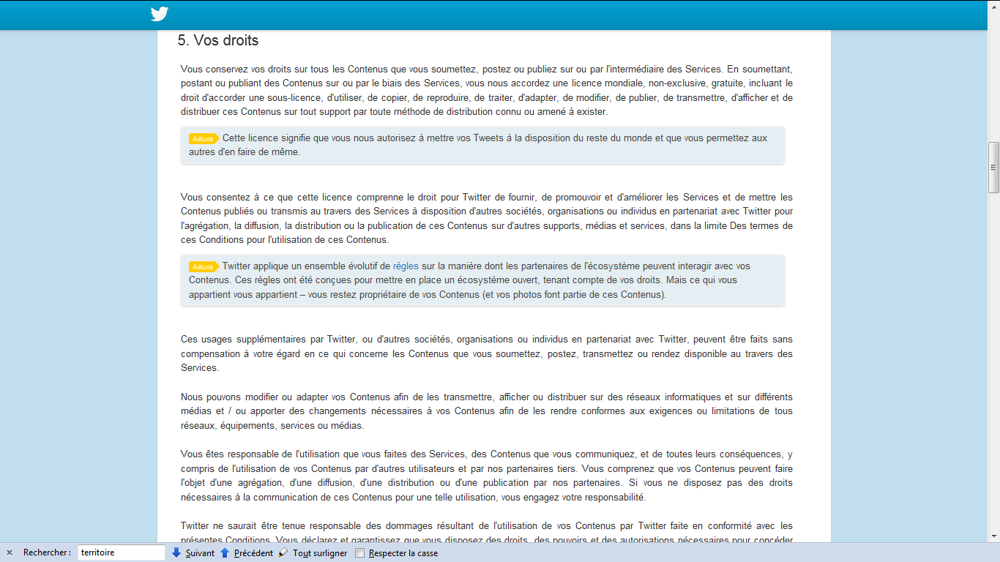 5. Vos droits
Vous conservez vos droits sur tous les Contenus que vous soumettez, postez ou publiez sur ou par l'intermédiaire des Services. En soumettant,
postant ou publiant des Contenus sur ou par le biais des Services, vous nous accordez une licence mondiale, non-exclusive, gratuite, incluant le
droit d'accorder une sous-licence, d'utiliser, de copier, de reproduire, de traiter, d'adapter, de modifier, de publier, de transmettre, d'afficher et de
distribuer ces Contenus sur tout support par toute méthode de distribution connu ou amené à exister.
Astuce Cette licence signifie que vous nous autorisez à mettre vos Tweets à la disposition du reste du monde et que vous permettez aux
autres d'en faire de même.
Vous consentez à ce que cette licence comprenne le droit pour Twitter de fournir, de promouvoir et d'améliorer les Services et de mettre les
Contenus publiés ou transmis au travers des Services à disposition d'autres sociétés, organisations ou individus en partenariat avec Twitter pour
l'agrégation, la diffusion, la distribution ou la publication de ces Contenus sur d'autres supports, médias et services, dans la limite Des termes de
ces Conditions pour l'utilisation de ces Contenus.
Astuce Twitter applique un ensemble évolutif de règles sur la manière dont les partenaires de l'écosystème peuvent interagir avec vos
Contenus. Ces règles ont été conçues pour mettre en place un écosystème ouvert, tenant compte de vos droits. Mais ce qui vous
appartient vous appartient – vous restez propriétaire de vos Contenus (et vos photos font partie de ces Contenus).
Ces usages supplémentaires par Twitter, ou d'autres sociétés, organisations ou individus en partenariat avec Twitter, peuvent être faits sans
compensation à votre égard en ce qui concerne les Contenus que vous soumettez, postez, transmettez ou rendez disponible au travers des
Services.
Nous pouvons modifier ou adapter vos Contenus afin de les transmettre, afficher ou distribuer sur des réseaux informatiques et sur différents
médias et / ou apporter des changements nécessaires à vos Contenus afin de les rendre conformes aux exigences ou limitations de tous
réseaux, équipements, services ou médias.
Vous êtes responsable de l'utilisation que vous faites des Services, des Contenus que vous communiquez, et de toutes leurs conséquences, y
compris de l'utilisation de vos Contenus par d'autres utilisateurs et par nos partenaires tiers. Vous comprenez que vos Contenus peuvent faire
l'objet d'une agrégation, d'une diffusion, d'une distribution ou d'une publication par nos partenaires. Si vous ne disposez pas des droits
nécessaires à la communication de ces Contenus pour une telle utilisation, vous engagez votre responsabilité.
Twitter ne saurait être tenue responsable des dommages résultant de l'utilisation de vos Contenus par Twitter faite en conformité avec les
présentes Conditions. Vous déclarez et garantissez que vous disposez des droits, des pouvoirs et des autorisations nécessaires pour concéder
Rechercher : territoire Suivant Précédent Tout surligner Respecter la casse